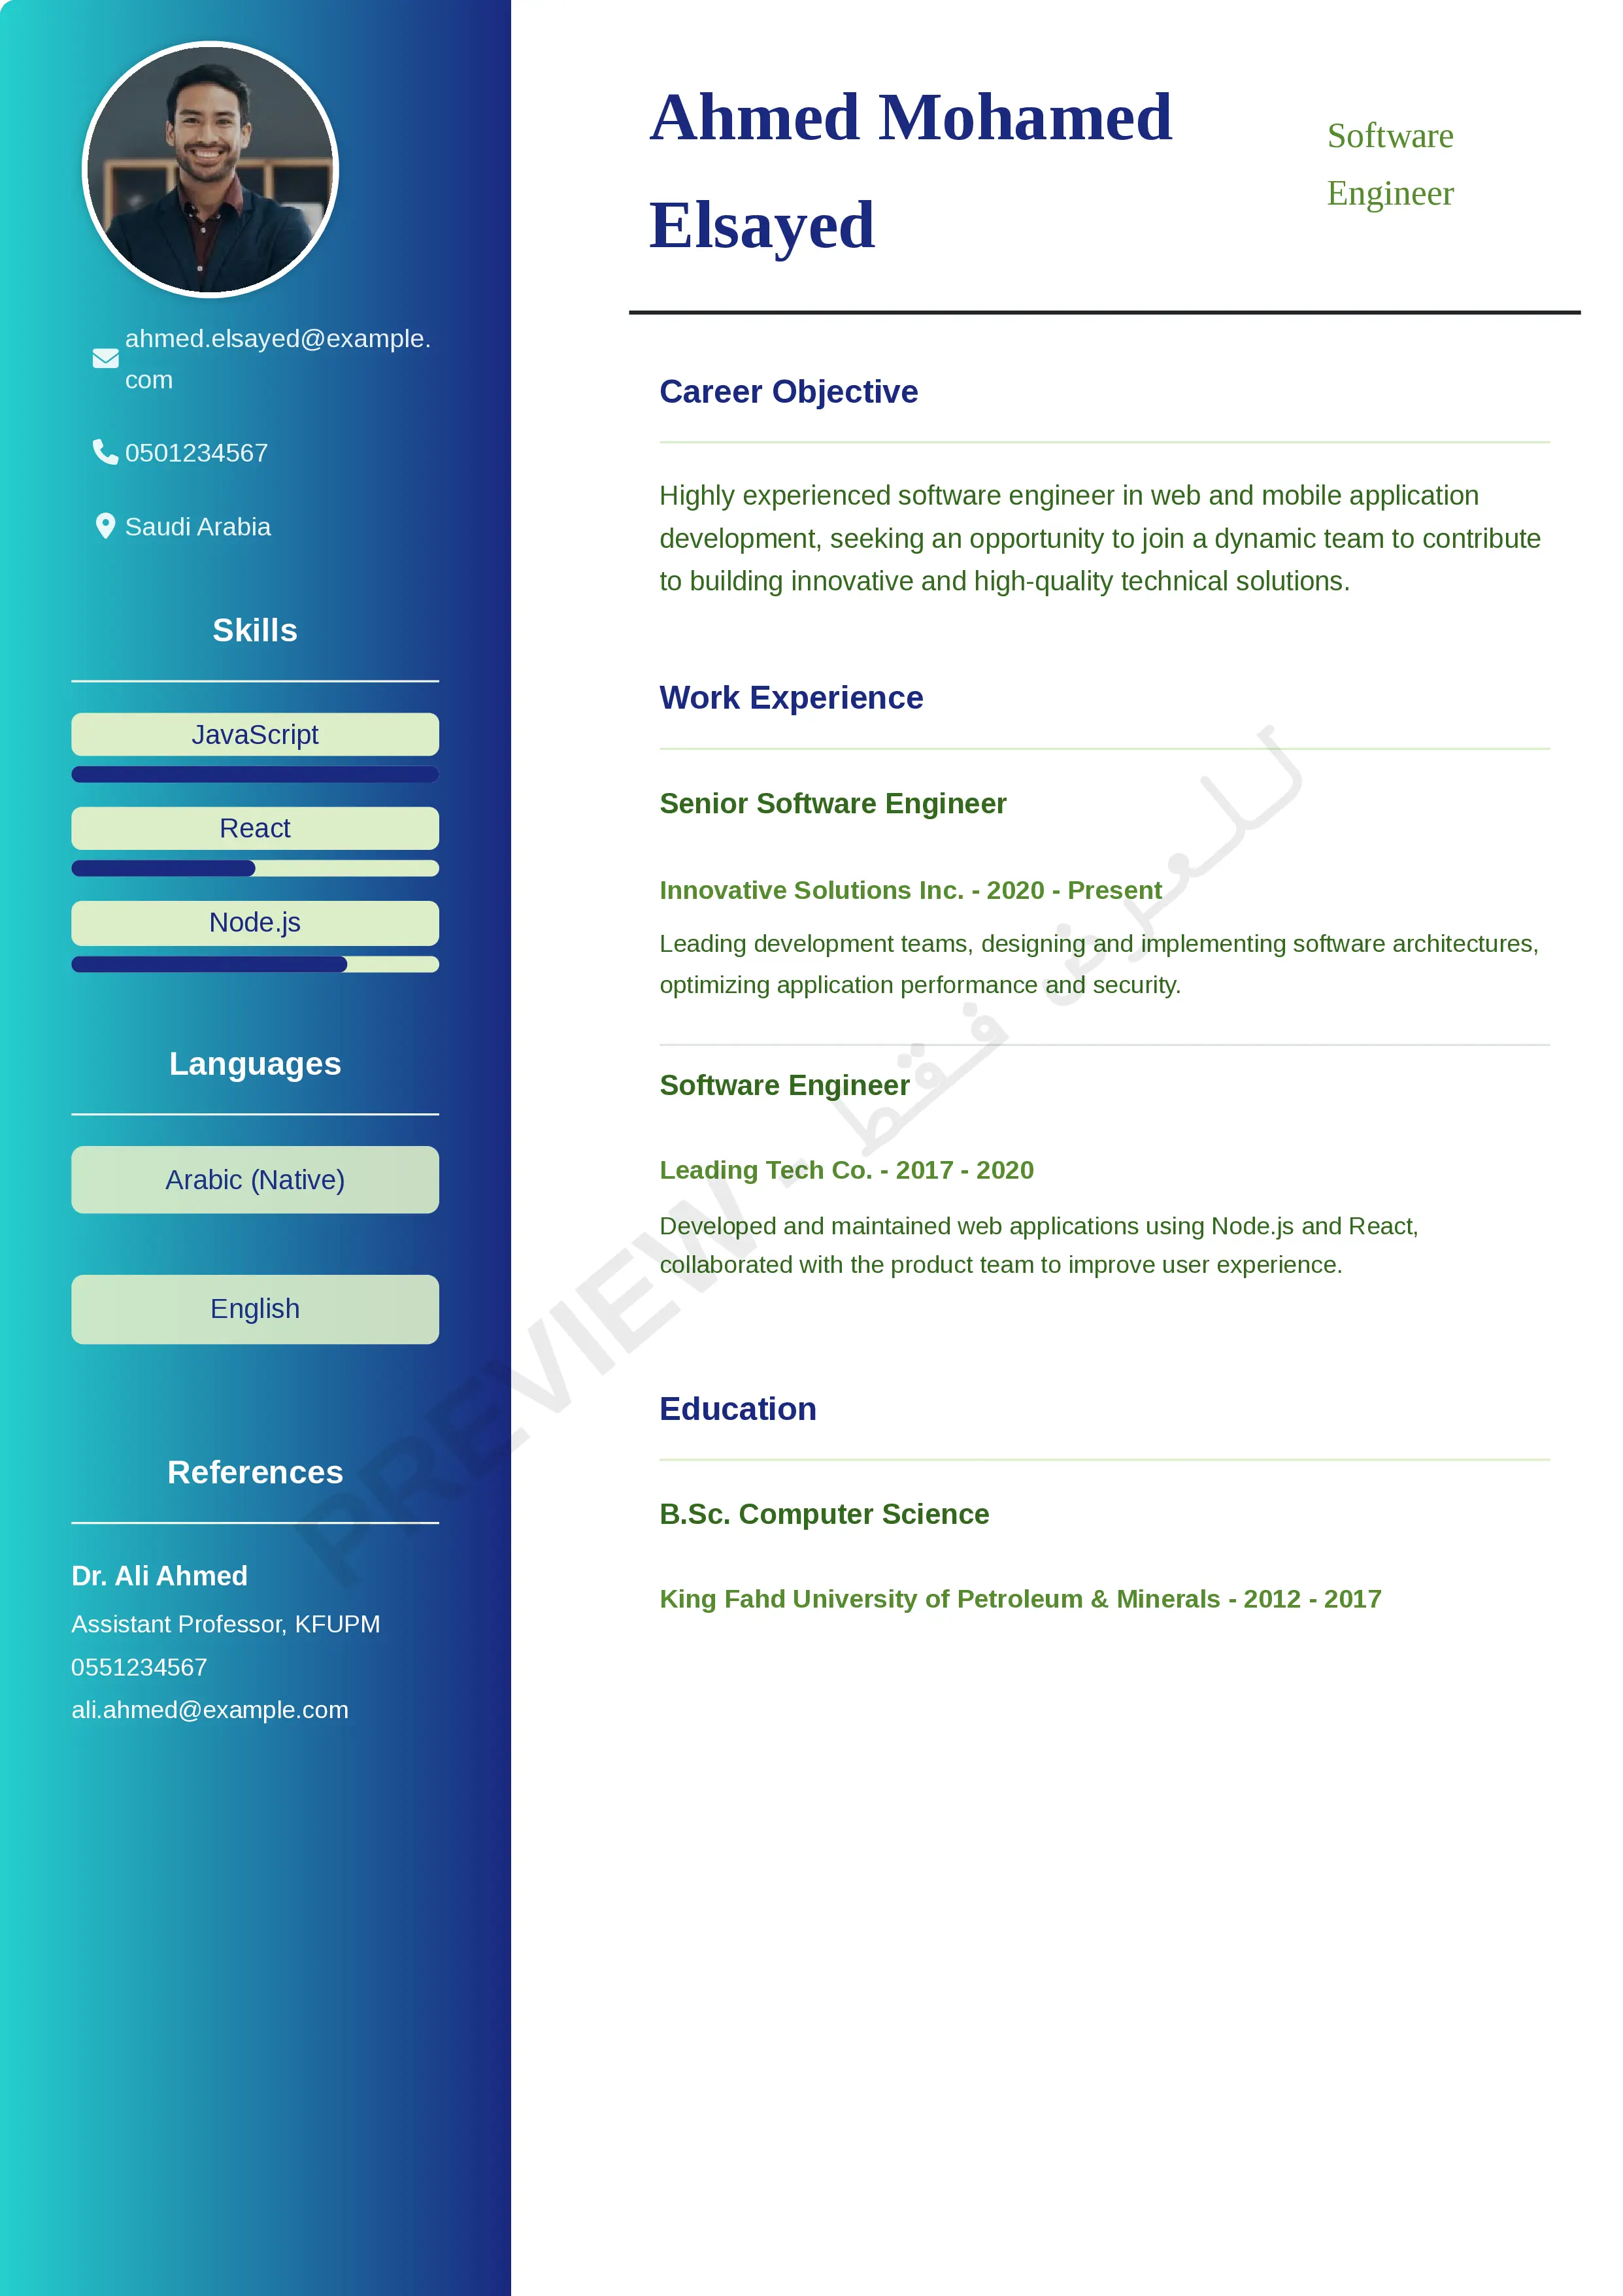 Ahmed Mohamed
Elsayed
Software
Engineer
ahmed.elsayed@example.
com
0501234567
Saudi Arabia
Skills
JavaScript
React
Node.js
Languages
Arabic (Native)
English
References
Dr. Ali Ahmed
Assistant Professor, KFUPM
0551234567
ali.ahmed@example.com
Career Objective
Highly experienced software engineer in web and mobile application
development, seeking an opportunity to join a dynamic team to contribute
to building innovative and high-quality technical solutions.
Work Experience
Senior Software Engineer
Innovative Solutions Inc. - 2020 - Present
Leading development teams, designing and implementing software architectures,
optimizing application performance and security.
Software Engineer
Leading Tech Co. - 2017 - 2020
Developed and maintained web applications using Node.js and React,
collaborated with the product team to improve user experience.
Education
B.Sc. Computer Science
King Fahd University of Petroleum & Minerals - 2012 - 2017
PREVIEW - للعرض فقط